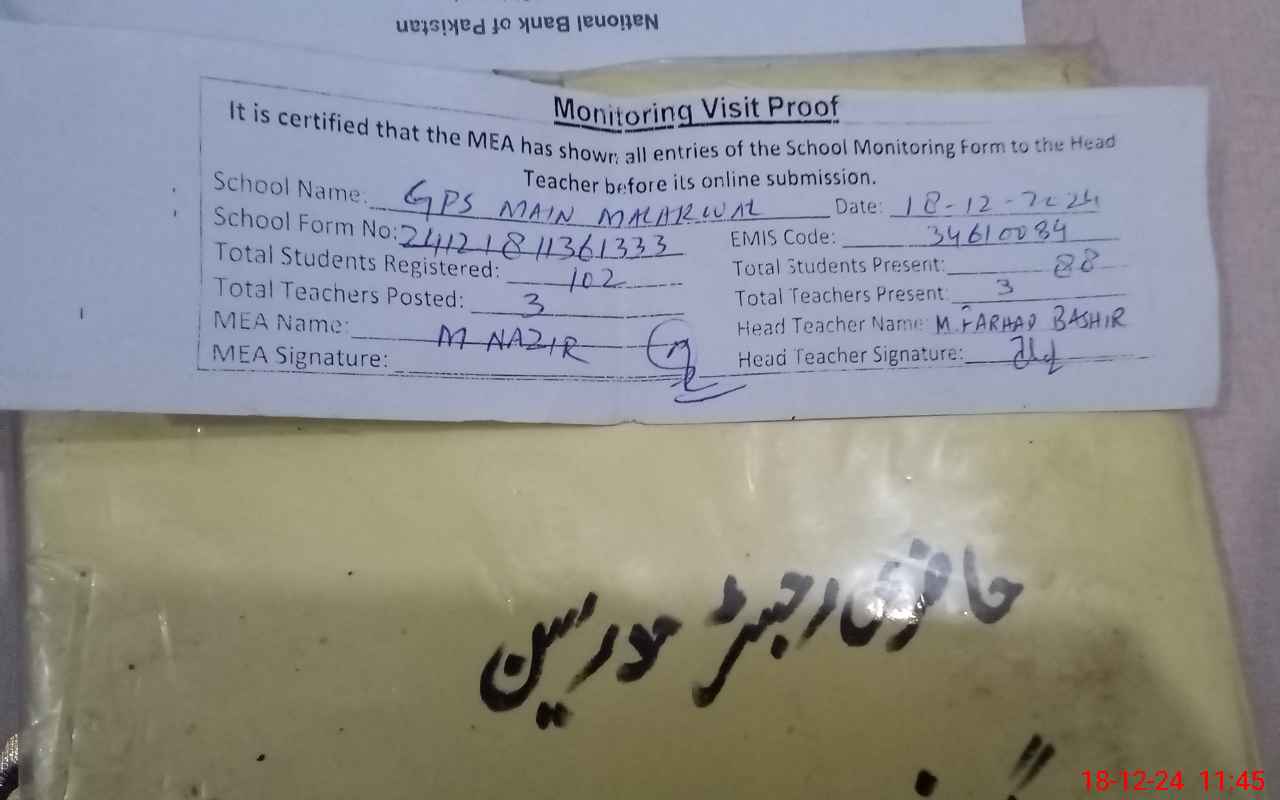 National Bank of Pakistan
Monitoring Visit Proof
It is certified that the MEA has shown all entries of the School Monitoring Form to the Head
Teacher before its online submission.
School Name: GPS MAIN MALARWAL Date: 18-12-2024
School Form No: 24121811361333 EMIS Code: 34610084
Total Students Registered: 102 Total Students Present: 88
Total Teachers Posted: 3 Total Teachers Present: 3
MEA Name: M NAZIR Head Teacher Name: M. FARHAD BASHIR
MEA Signature: Head Teacher Signature:
حاضری رجسٹر مدرسین
18-12-24 11:45